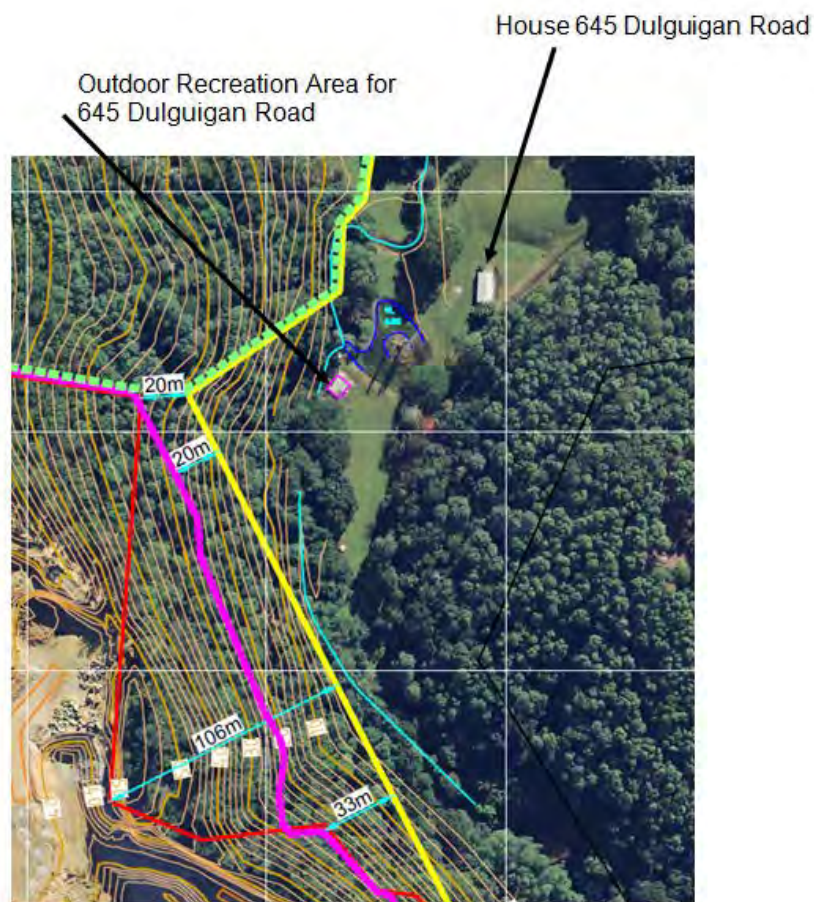 House 645 Dulguigan Road
Outdoor Recreation Area for
645 Dulguigan Road
20m
20m
106m
33m